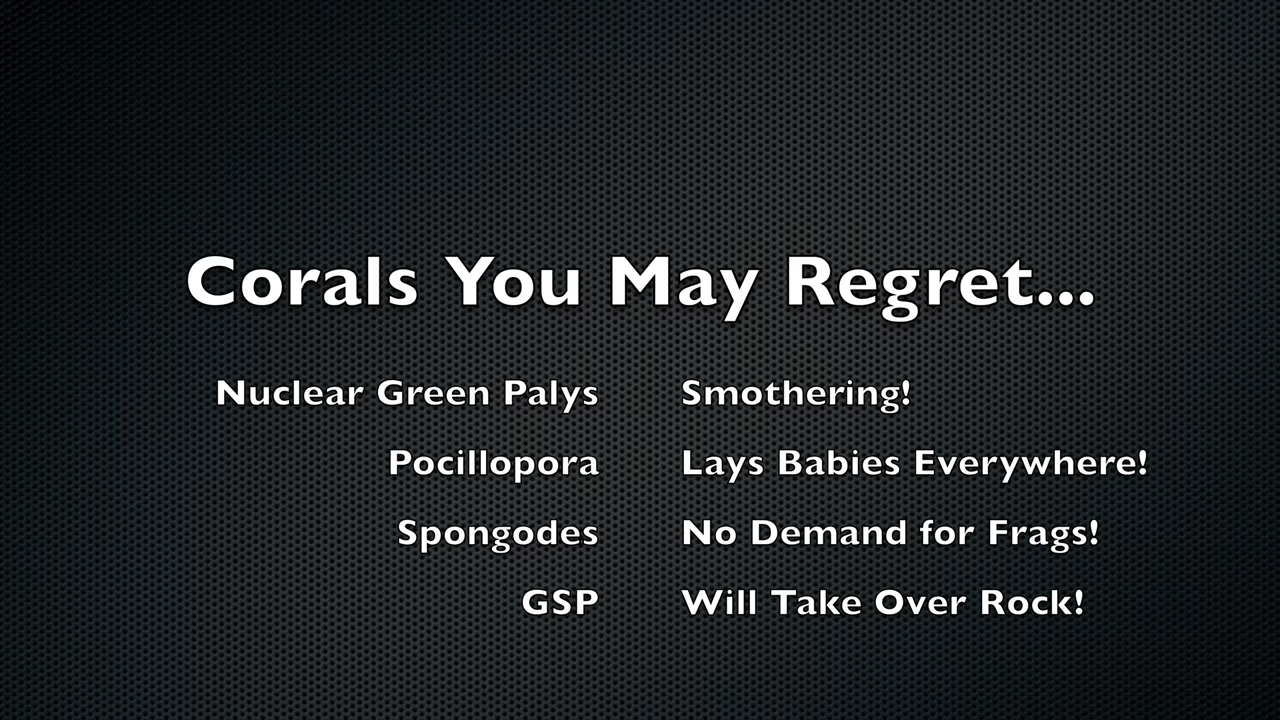 Corals You May Regret...
Nuclear Green Palys Smothering!
Pocillopora Lays Babies Everywhere!
Spongodes No Demand for Frags!
GSP Will Take Over Rock!